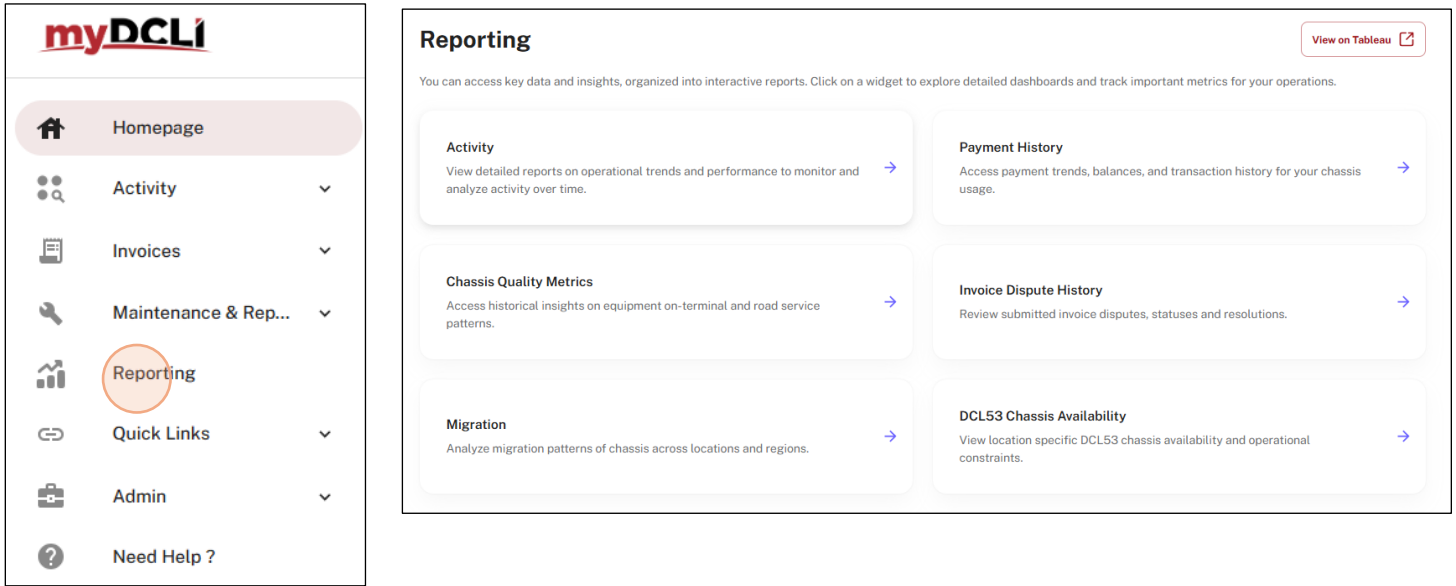 myDCLi
Homepage
Activity
Invoices
Maintenance & Rep...
Reporting
Quick Links
Admin
Need Help ?
Reporting
View on Tableau
You can access key data and insights, organized into interactive reports. Click on a widget to explore detailed dashboards and track important metrics for your operations.
Activity
View detailed reports on operational trends and performance to monitor and
analyze activity over time.
Payment History
Access payment trends, balances, and transaction history for your chassis
usage.
Chassis Quality Metrics
Access historical insights on equipment on-terminal and road service
patterns.
Invoice Dispute History
Review submitted invoice disputes, statuses and resolutions.
Migration
Analyze migration patterns of chassis across locations and regions.
DCL53 Chassis Availability
View location specific DCL53 chassis availability and operational
constraints.